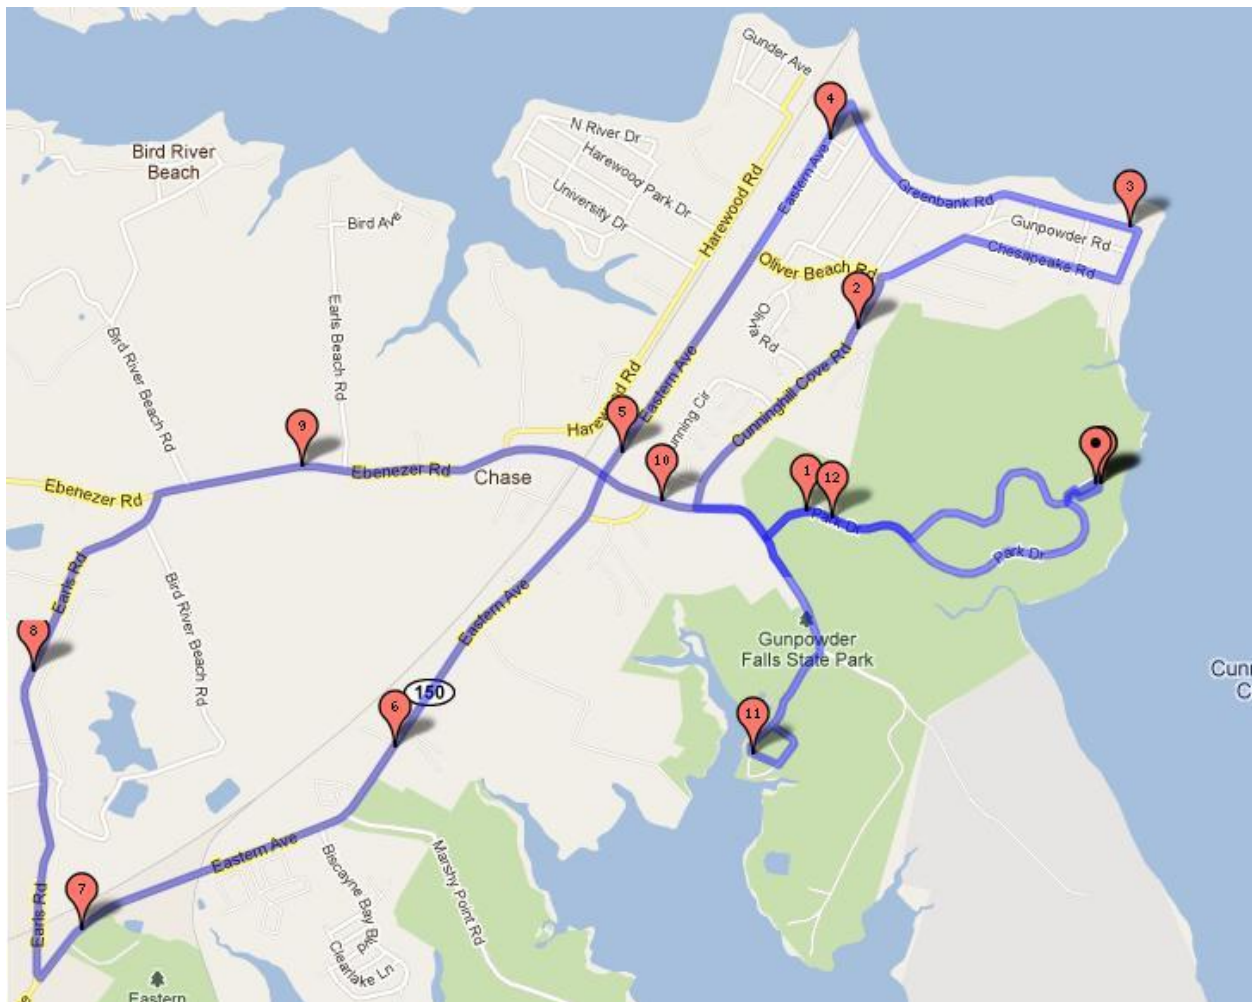 Gunder Ave
4
N River Dr
Bird River
Beach
Harewood Park Dr
Eastern Ave
3
Greenbank Rd
University Dr
Harewood Rd
Bird Ave
Gunpowder Rd
Chesapeake Rd
Oliver Beach Rd
2
Olivia Rd
Earls Beach Rd
Bird River Beach Rd
Eastern Ave
Harewood Rd
Cunninghill Cove Rd
5
9
10
Ebenezer Rd
Chase
1
12
Ebenezer Rd
Park Dr
Park Dr
Earls Rd
Eastern Ave
Bird River Beach Rd
8
Gunpowder
Falls State Park
150
6
11
Eastern Ave
Biscayne Bay Blvd
Marshy Point Rd
7
Earls Rd
Clearlake Ln
Eastern